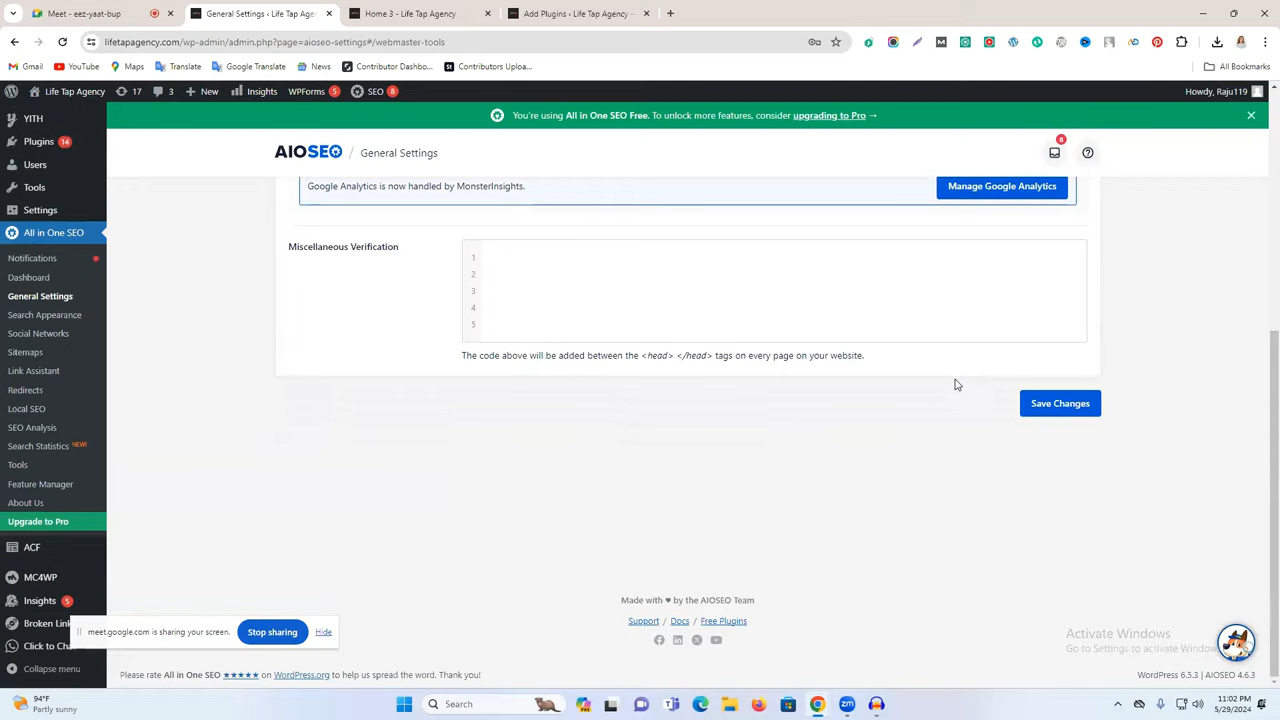 Meet - eez-yaat-bup-
General Settings ‹ Life Tap Age
Home 3 - Life Tap Agency
Add Plugins ‹ Life Tap Agency —
lifetapagency.com/wp-admin/admin.php?page=aioseo-settings#/webmaster-tools
Gmail YouTube Maps Translate Google Translate News Contributor Dashbo... Contributors Uploa... All Bookmarks
Life Tap Agency 17 3 New Insights WPForms 5 SEO 8 Howdy, Raju119
You're using All in One SEO Free. To unlock more features, consider upgrading to Pro →
AIOSEO / General Settings 8
YITH
Plugins 14
Users
Tools
Settings
All in One SEO
Notifications
Dashboard
General Settings
Search Appearance
Social Networks
Sitemaps
Link Assistant
Redirects
Local SEO
SEO Analysis
Search Statistics NEW!
Tools
Feature Manager
About Us
Upgrade to Pro
ACF
MC4WP
Insights 5
Broken Link
Click to Cha
Collapse menu
Google Analytics is now handled by MonsterInsights.
Manage Google Analytics
Miscellaneous Verification
1
2
3
4
5
The code above will be added between the <head> </head> tags on every page on your website.
Save Changes
Made with ♥ by the AIOSEO Team
Support / Docs / Free Plugins
meet.google.com is sharing your screen. Stop sharing Hide
Activate Windows
Go to Settings to activate Window
Please rate All in One SEO ★★★★★ on WordPress.org to help us spread the word. Thank you!
WordPress 6.5.3 | AIOSEO 4.6.3
94°F
Partly sunny
Search
11:02 PM
5/29/2024